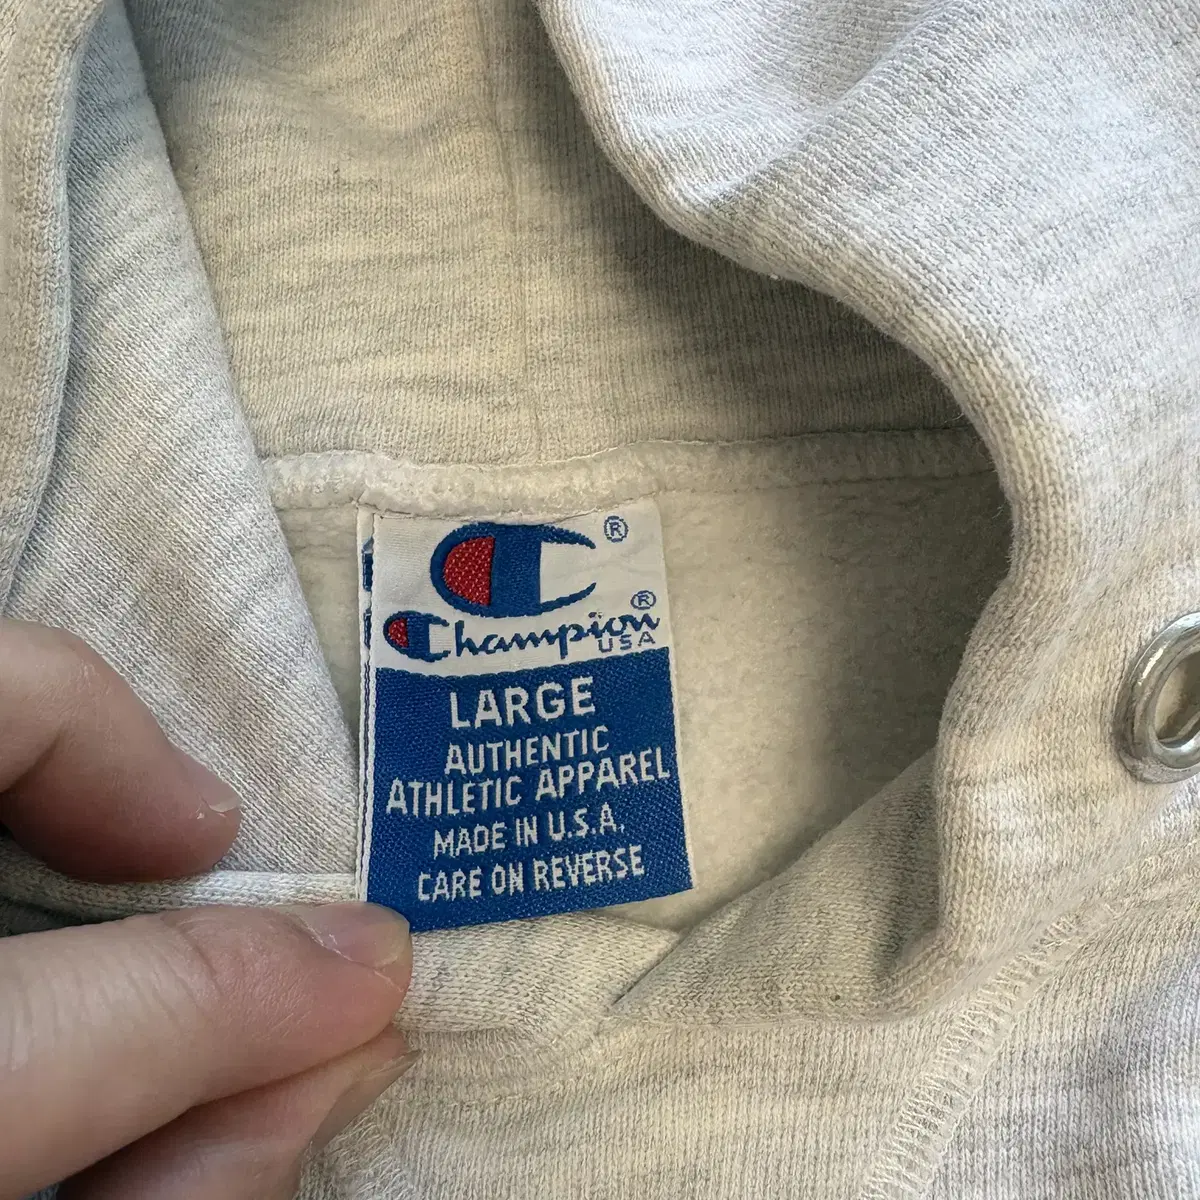 ®
Champion®
USA
LARGE
AUTHENTIC
ATHLETIC APPAREL
MADE IN U.S.A.
CARE ON REVERSE